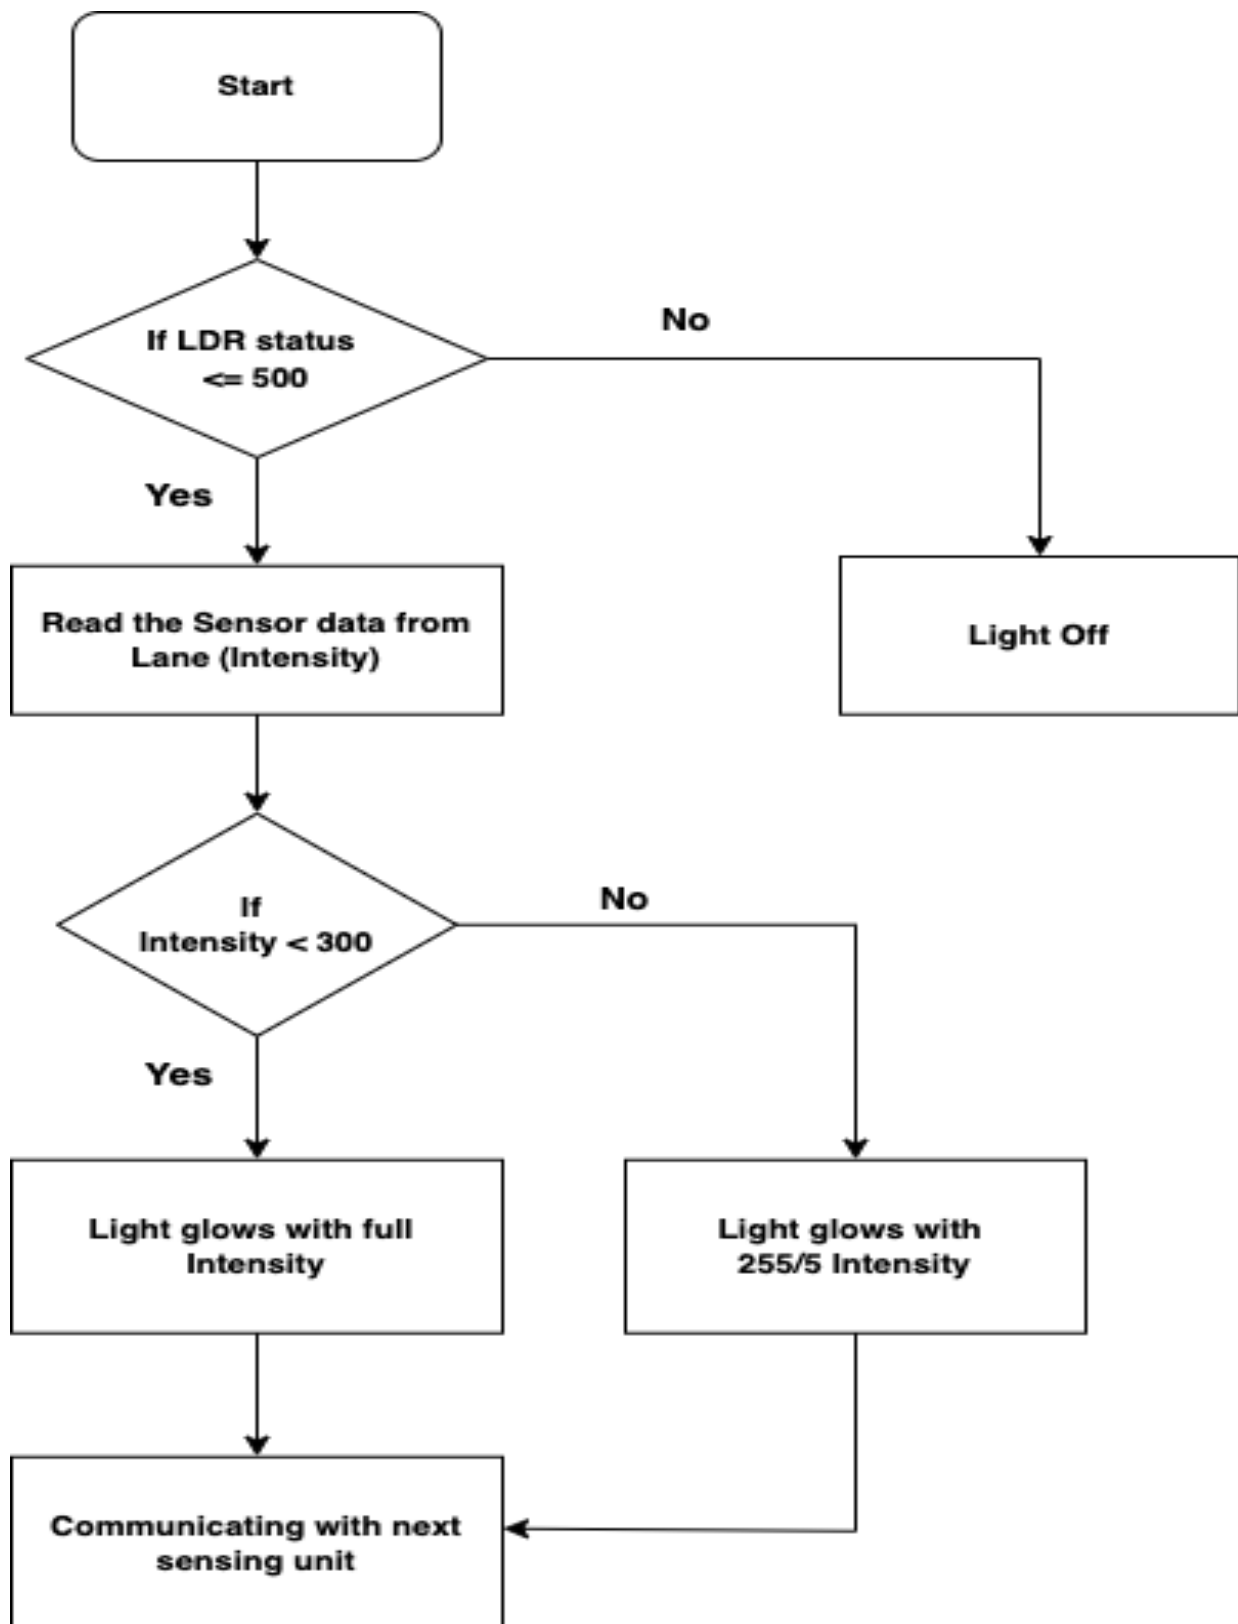 Start
If LDR status
<= 500
No
Yes
Read the Sensor data from
Lane (Intensity)
Light Off
If
Intensity < 300
No
Yes
Light glows with full
Intensity
Light glows with
255/5 Intensity
Communicating with next
sensing unit